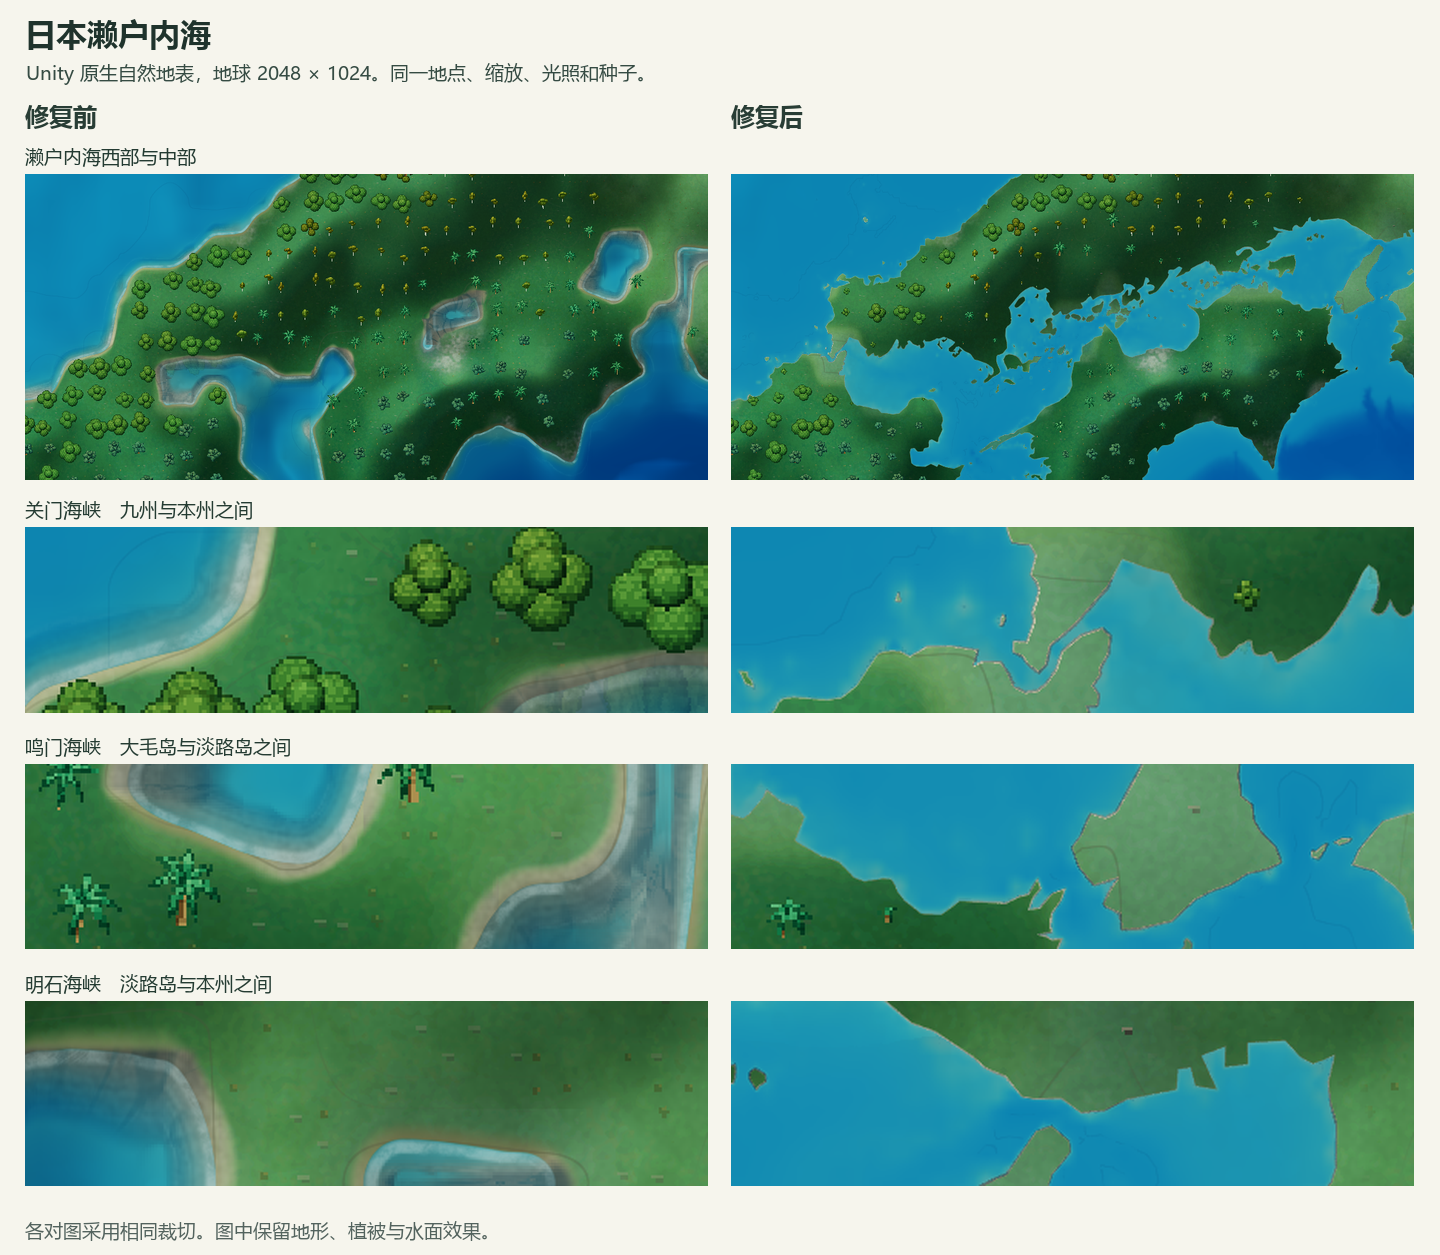 日本濑户内海
Unity 原生自然地表，地球 2048 × 1024。同一地点、缩放、光照和种子。
修复前
修复后
濑户内海西部与中部
关门海峡 九州与本州之间
鸣门海峡 大毛岛与淡路岛之间
明石海峡 淡路岛与本州之间
各对图采用相同裁切。图中保留地形、植被与水面效果。